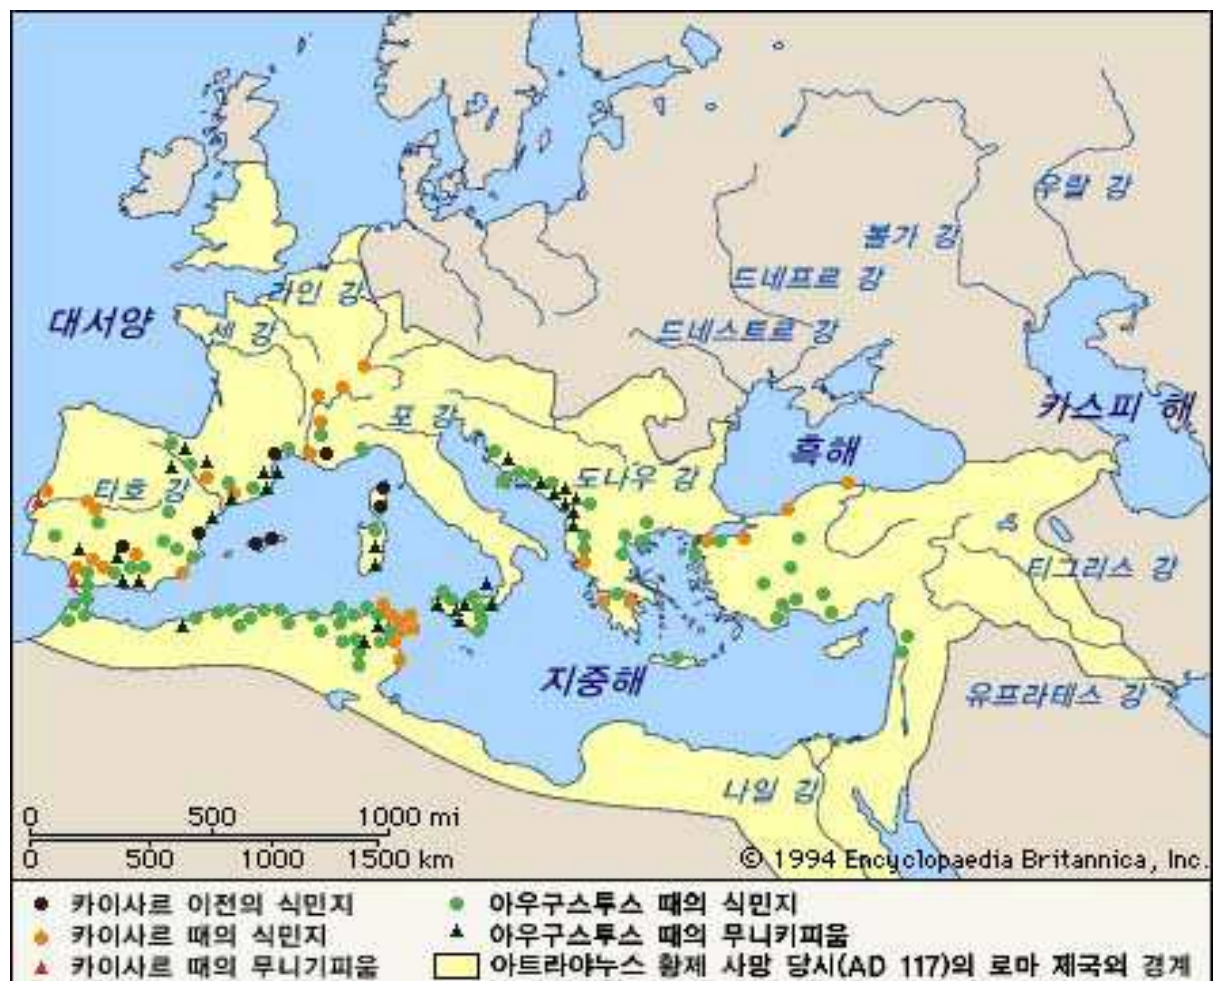 우랄 강
볼가 강
드네프르 강
라인 강
대서양
세 강
드네스트르 강
카스피 해
포 강
흑해
타호 강
도나우 강
티그리스 강
지중해
유프라테스 강
나일 강
0 500 1000 mi
0 500 1000 1500 km
© 1994 Encyclopaedia Britannica, Inc.
카이사르 이전의 식민지
아우구스투스 때의 식민지
카이사르 때의 식민지
아우구스투스 때의 무니키피움
카이사르 때의 무니기피움
아트라야누스 황제 사망 당시(AD 117)의 로마 제국의 경계